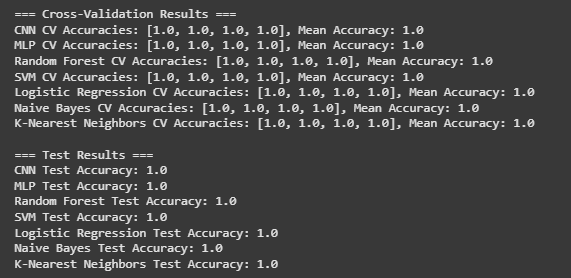 === Cross-Validation Results ===
CNN CV Accuracies: [1.0, 1.0, 1.0, 1.0], Mean Accuracy: 1.0
MLP CV Accuracies: [1.0, 1.0, 1.0, 1.0], Mean Accuracy: 1.0
Random Forest CV Accuracies: [1.0, 1.0, 1.0, 1.0], Mean Accuracy: 1.0
SVM CV Accuracies: [1.0, 1.0, 1.0, 1.0], Mean Accuracy: 1.0
Logistic Regression CV Accuracies: [1.0, 1.0, 1.0, 1.0], Mean Accuracy: 1.0
Naive Bayes CV Accuracies: [1.0, 1.0, 1.0, 1.0], Mean Accuracy: 1.0
K-Nearest Neighbors CV Accuracies: [1.0, 1.0, 1.0, 1.0], Mean Accuracy: 1.0
=== Test Results ===
CNN Test Accuracy: 1.0
MLP Test Accuracy: 1.0
Random Forest Test Accuracy: 1.0
SVM Test Accuracy: 1.0
Logistic Regression Test Accuracy: 1.0
Naive Bayes Test Accuracy: 1.0
K-Nearest Neighbors Test Accuracy: 1.0